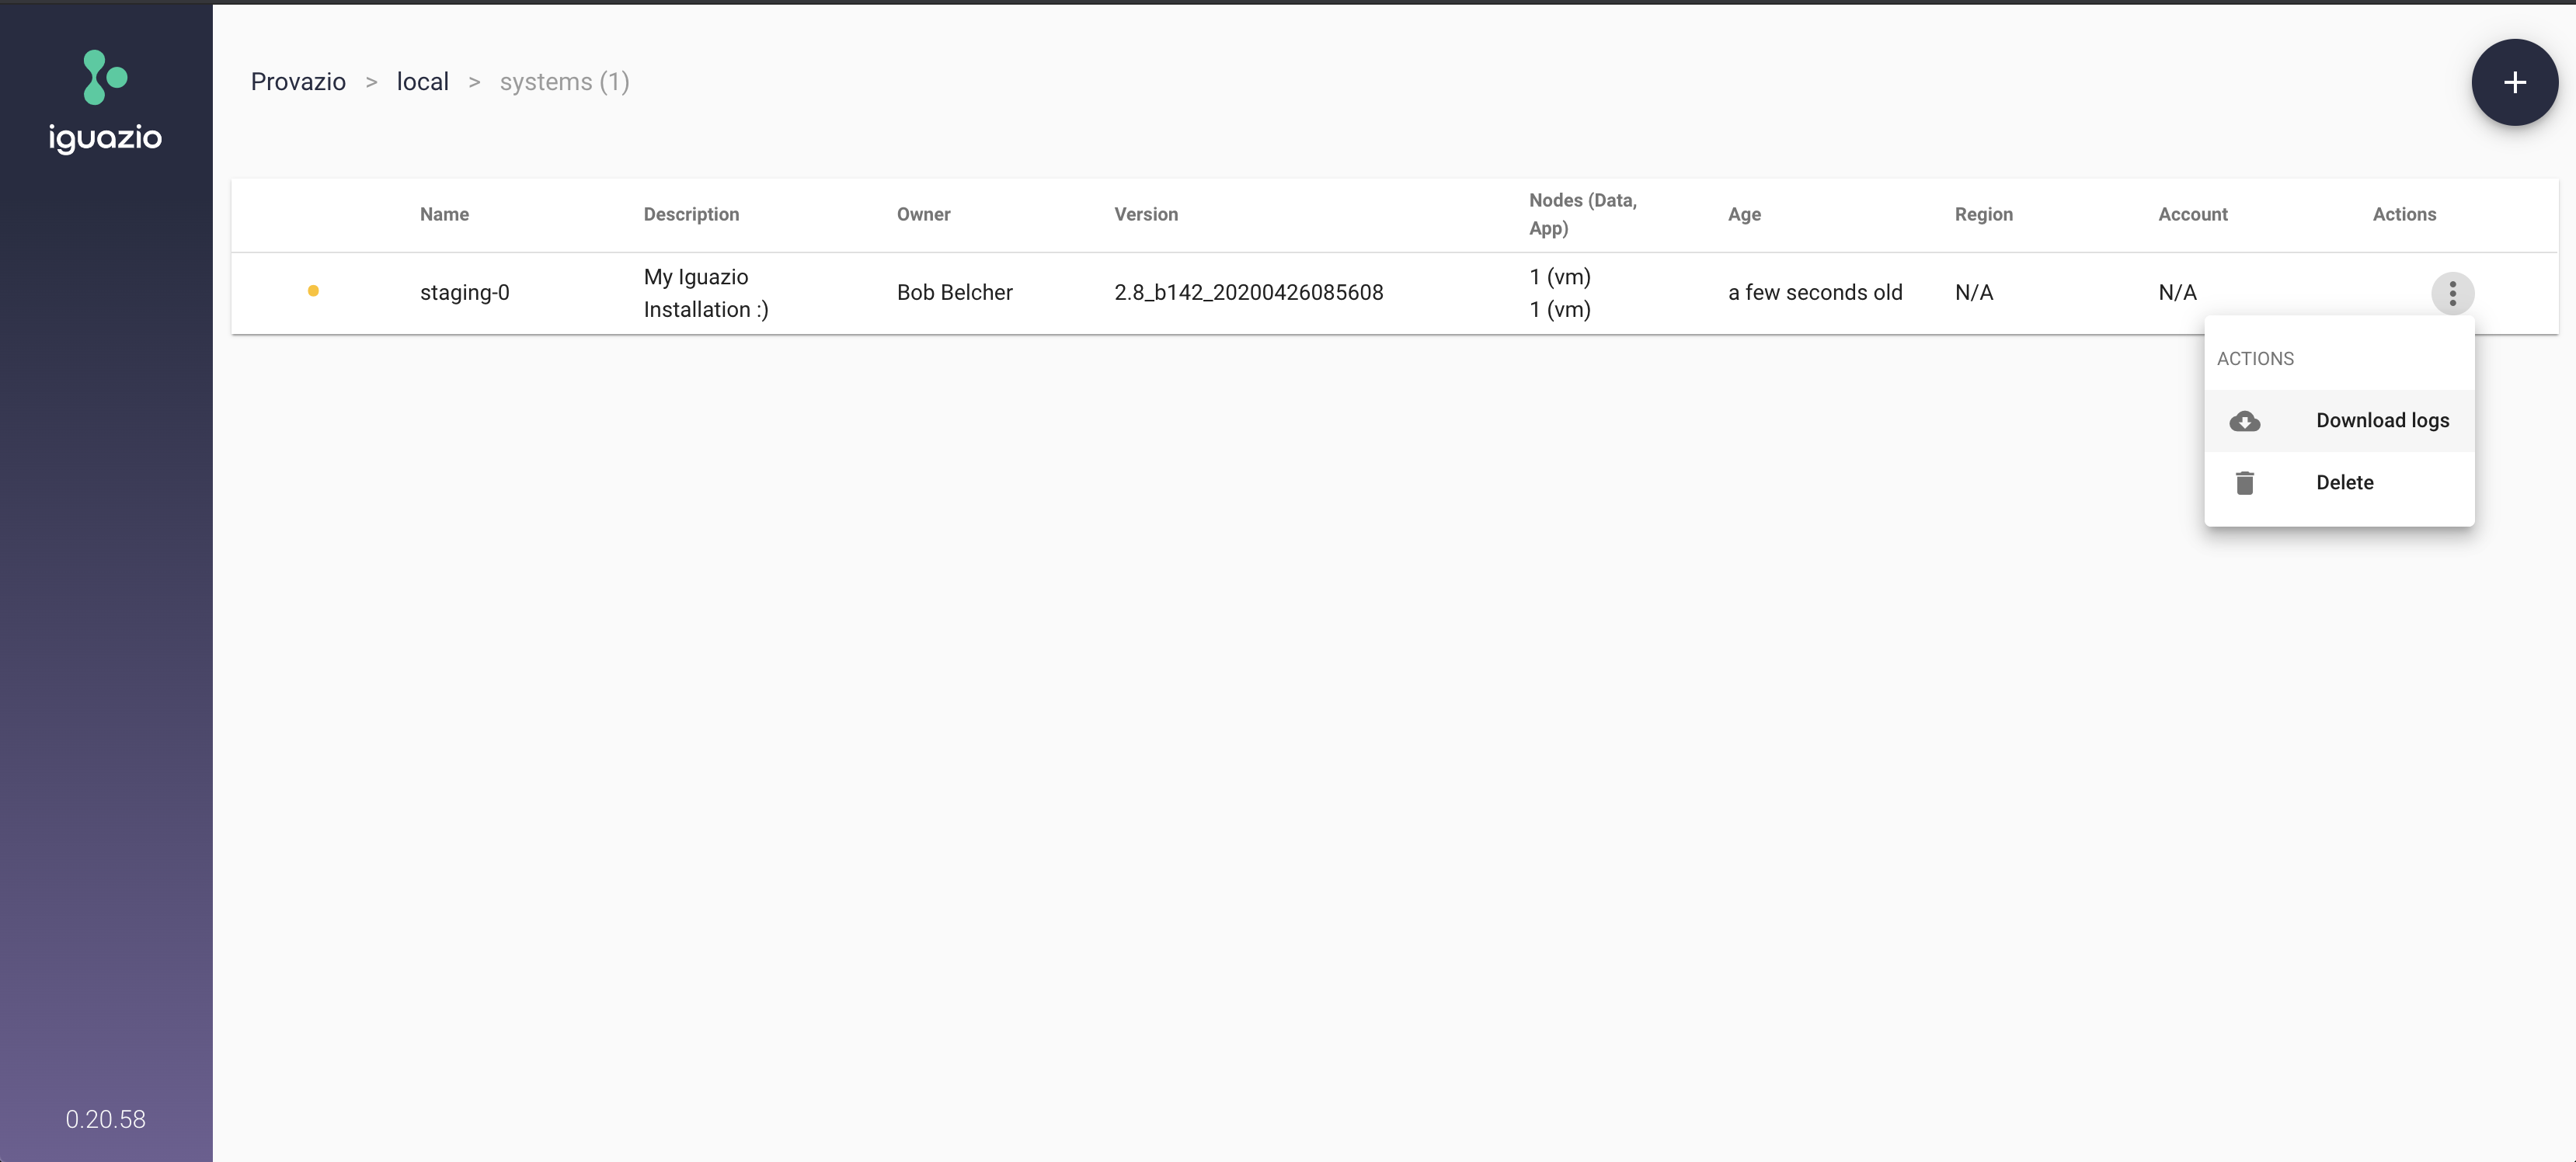 iguazio
Provazio > local > systems (1)
+
Name Description Owner Version Nodes (Data, Age Region Account Actions
App)
staging-0 My Iguazio Bob Belcher 2.8_b142_20200426085608 1 (vm) a few seconds old N/A N/A
Installation :) 1 (vm)
ACTIONS
Download logs
Delete
0.20.58